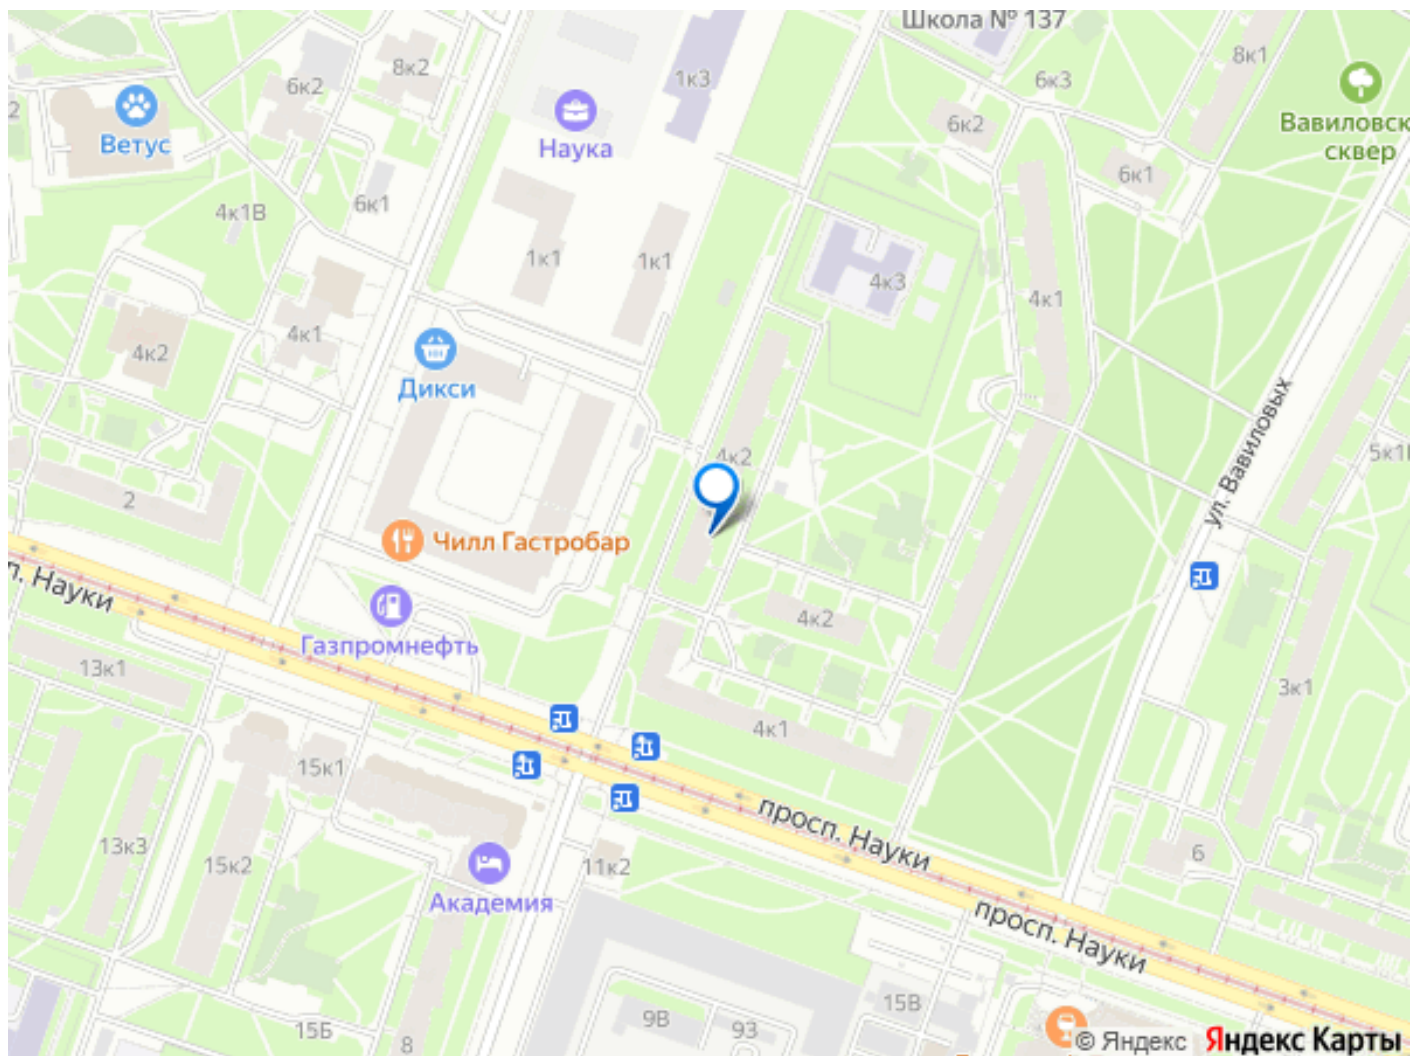 Школа № 137
8к1
8к2
6к2
1к3
6к3
2
Ветус
Наука
6к2
Вавиловск
сквер
6к1
6к1
4к1В
1к1
1к1
4к3
4к1
4к1
4к2
Дикси
ул. Вавиловых
4к2
5к1
2
Чилл Гастробар
п. Науки
Газпромнефть
4к2
13к1
3к1
4к1
15к1
просп. Науки
13к3
15к2
11к2
6
Академия
просп. Науки
15Б
8
9В
93
15В
© Яндекс
Яндекс Карты